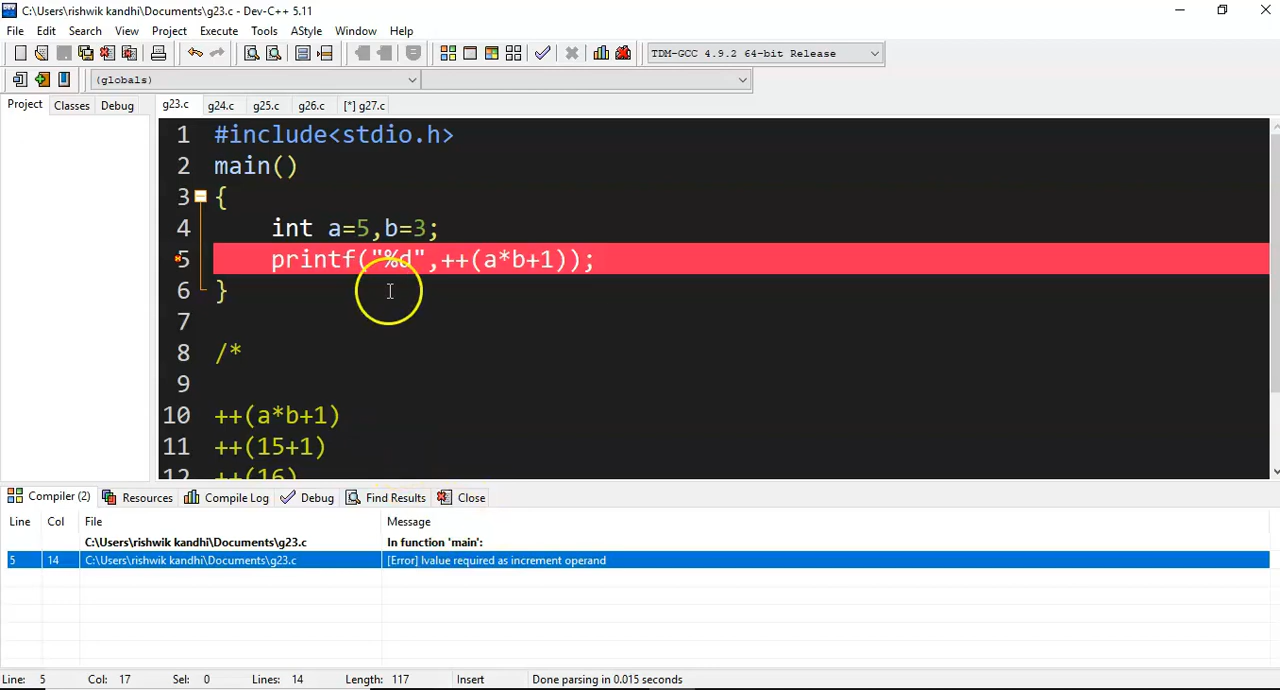 C:\Users\rishwik kandhi\Documents\g23.c - Dev-C++ 5.11
File Edit Search View Project Execute Tools AStyle Window Help
TDM-GCC 4.9.2 64-bit Release
(globals)
Project Classes Debug g23.c g24.c g25.c g26.c [*] g27.c
1 #include<stdio.h>
2 main()
3 {
4 int a=5,b=3;
5 printf("%d",++(a*b+1));
6 }
7
8 /*
9
10 ++(a*b+1)
11 ++(15+1)
12 ++(16)
Compiler (2) Resources Compile Log Debug Find Results Close
Line Col File Message
C:\Users\rishwik kandhi\Documents\g23.c In function 'main':
5 14 C:\Users\rishwik kandhi\Documents\g23.c [Error] lvalue required as increment operand
Line: 5 Col: 17 Sel: 0 Lines: 14 Length: 117 Insert Done parsing in 0.015 seconds